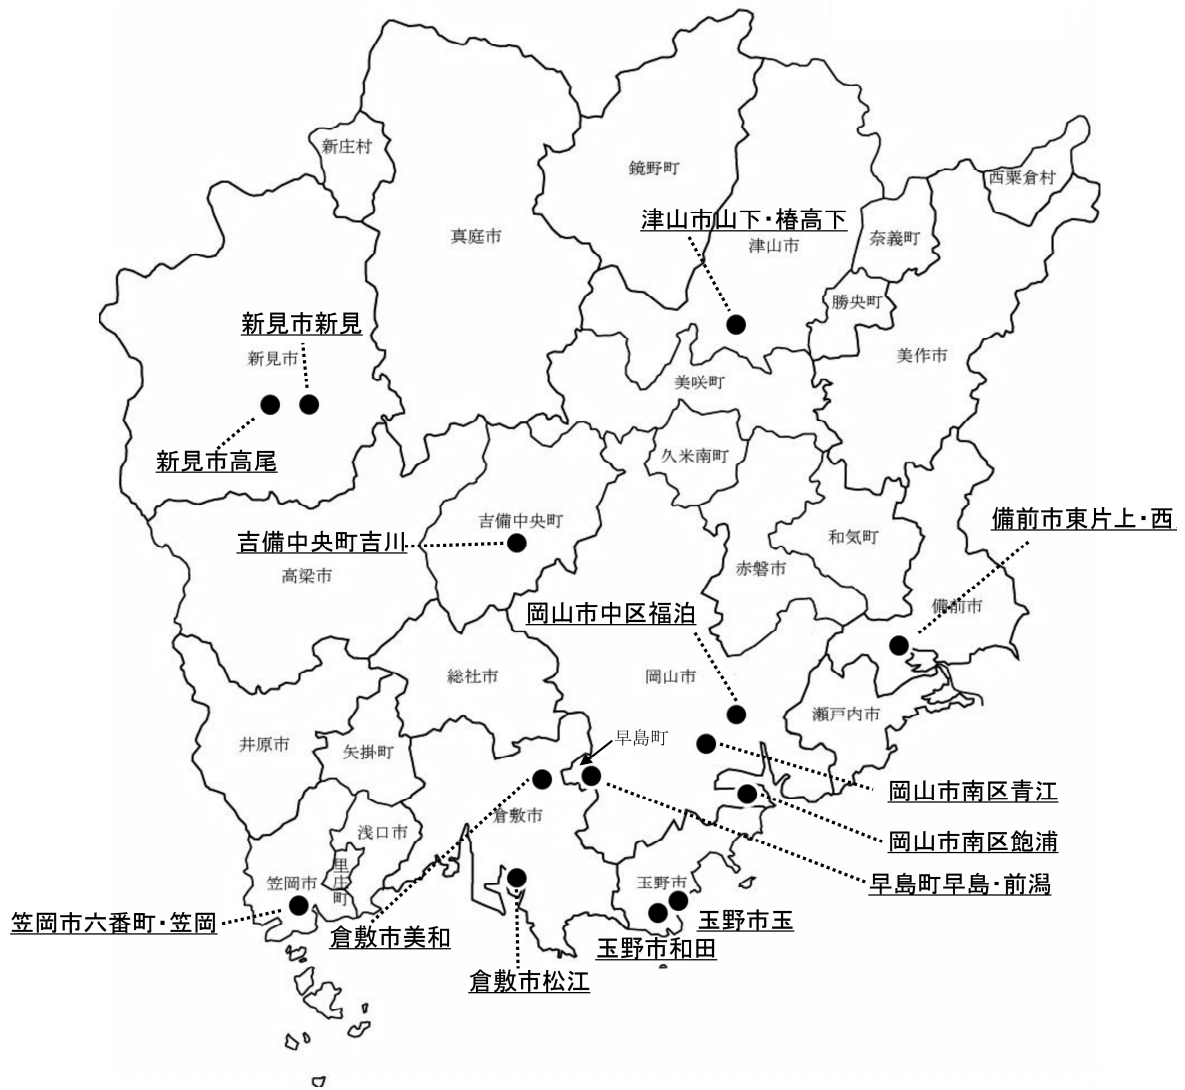 新庄村
鏡野町
西粟倉村
津山市山下・椿高下
真庭市
津山市
奈義町
勝央町
新見市新見
新見市
美作市
美咲町
新見市高尾
久米南町
吉備中央町
備前市東片上・西
吉備中央町吉川
和気町
高梁市
赤磐市
備前市
岡山市中区福泊
総社市
岡山市
瀬戸内市
井原市
矢掛町
早島町
岡山市南区青江
倉敷市
浅口市
岡山市南区飽浦
里庄町
笠岡市
玉野市
早島町早島・前潟
笠岡市六番町・笠岡
倉敷市美和
玉野市玉
玉野市和田
倉敷市松江